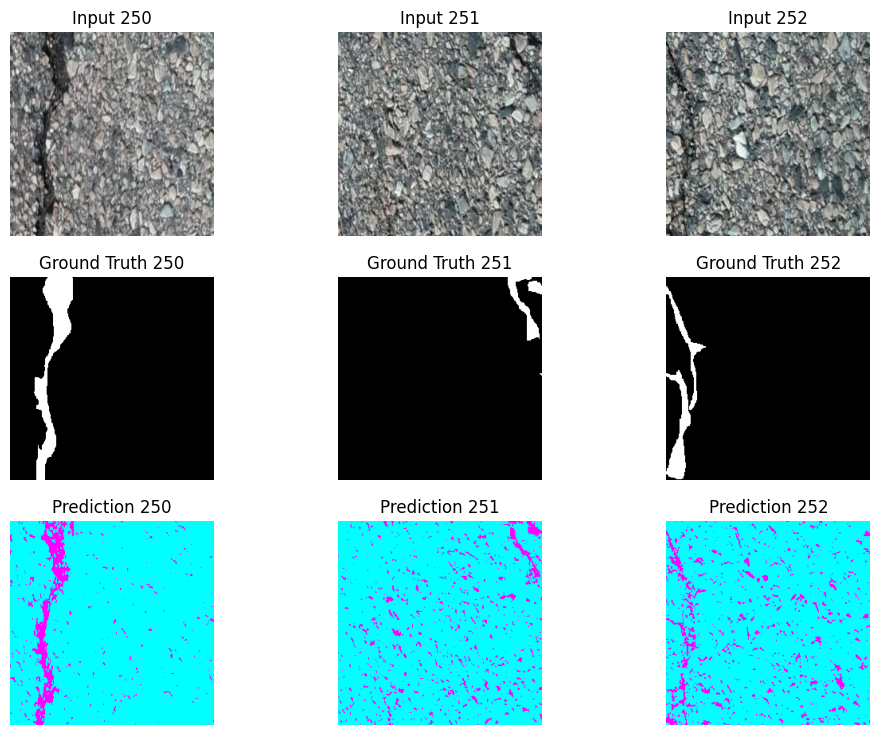 Input 250
Input 251
Input 252
Ground Truth 250
Ground Truth 251
Ground Truth 252
Prediction 250
Prediction 251
Prediction 252